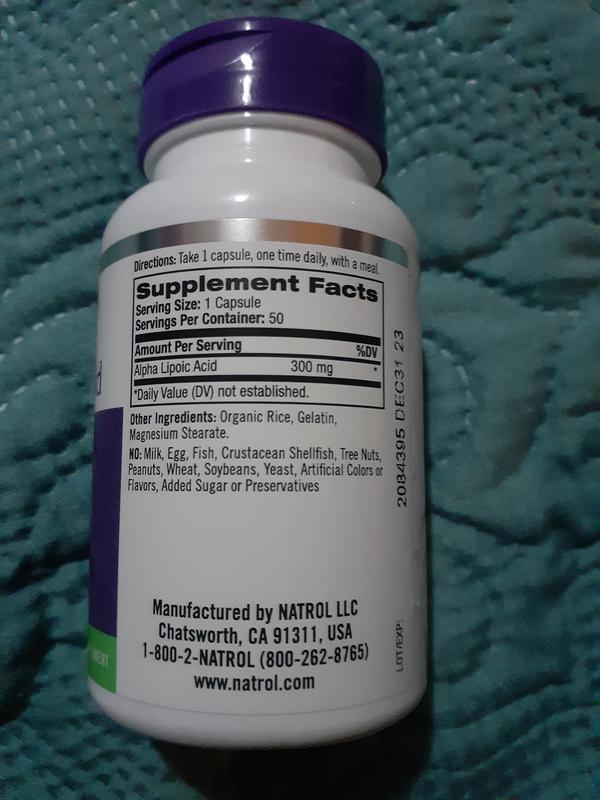 Directions: Take 1 capsule, one time daily, with a meal.
Supplement Facts
Serving Size: 1 Capsule
Servings Per Container: 50
Amount Per Serving %DV
Alpha Lipoic Acid 300 mg *
*Daily Value (DV) not established.
Other Ingredients: Organic Rice, Gelatin,
Magnesium Stearate.
NO: Milk, Egg, Fish, Crustacean Shellfish, Tree Nuts,
Peanuts, Wheat, Soybeans, Yeast, Artificial Colors or
Flavors, Added Sugar or Preservatives
Manufactured by NATROL LLC
Chatsworth, CA 91311, USA
1-800-2-NATROL (800-262-8765)
www.natrol.com
LOT/EXP:
2084395 DEC31 23